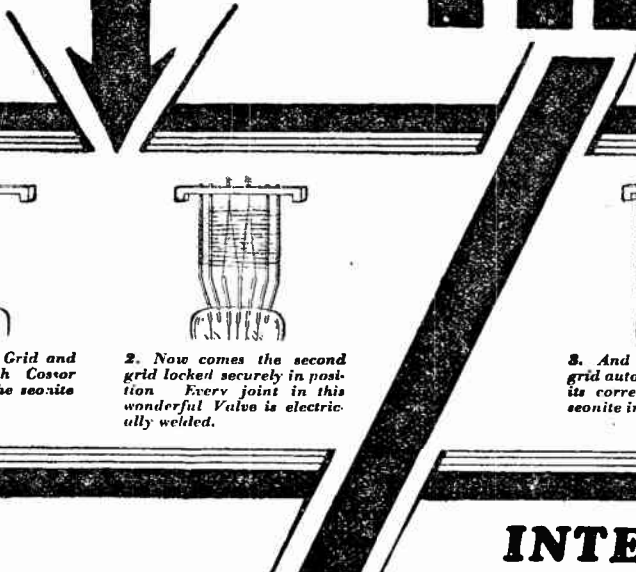 Grid and
h Cossor
he seonite
2. Now comes the second
grid locked securely in posi-
tion Every joint in this
wonderful Valve is electric-
ally welded.
3. And
grid auto
its corre
seonite in
INTE